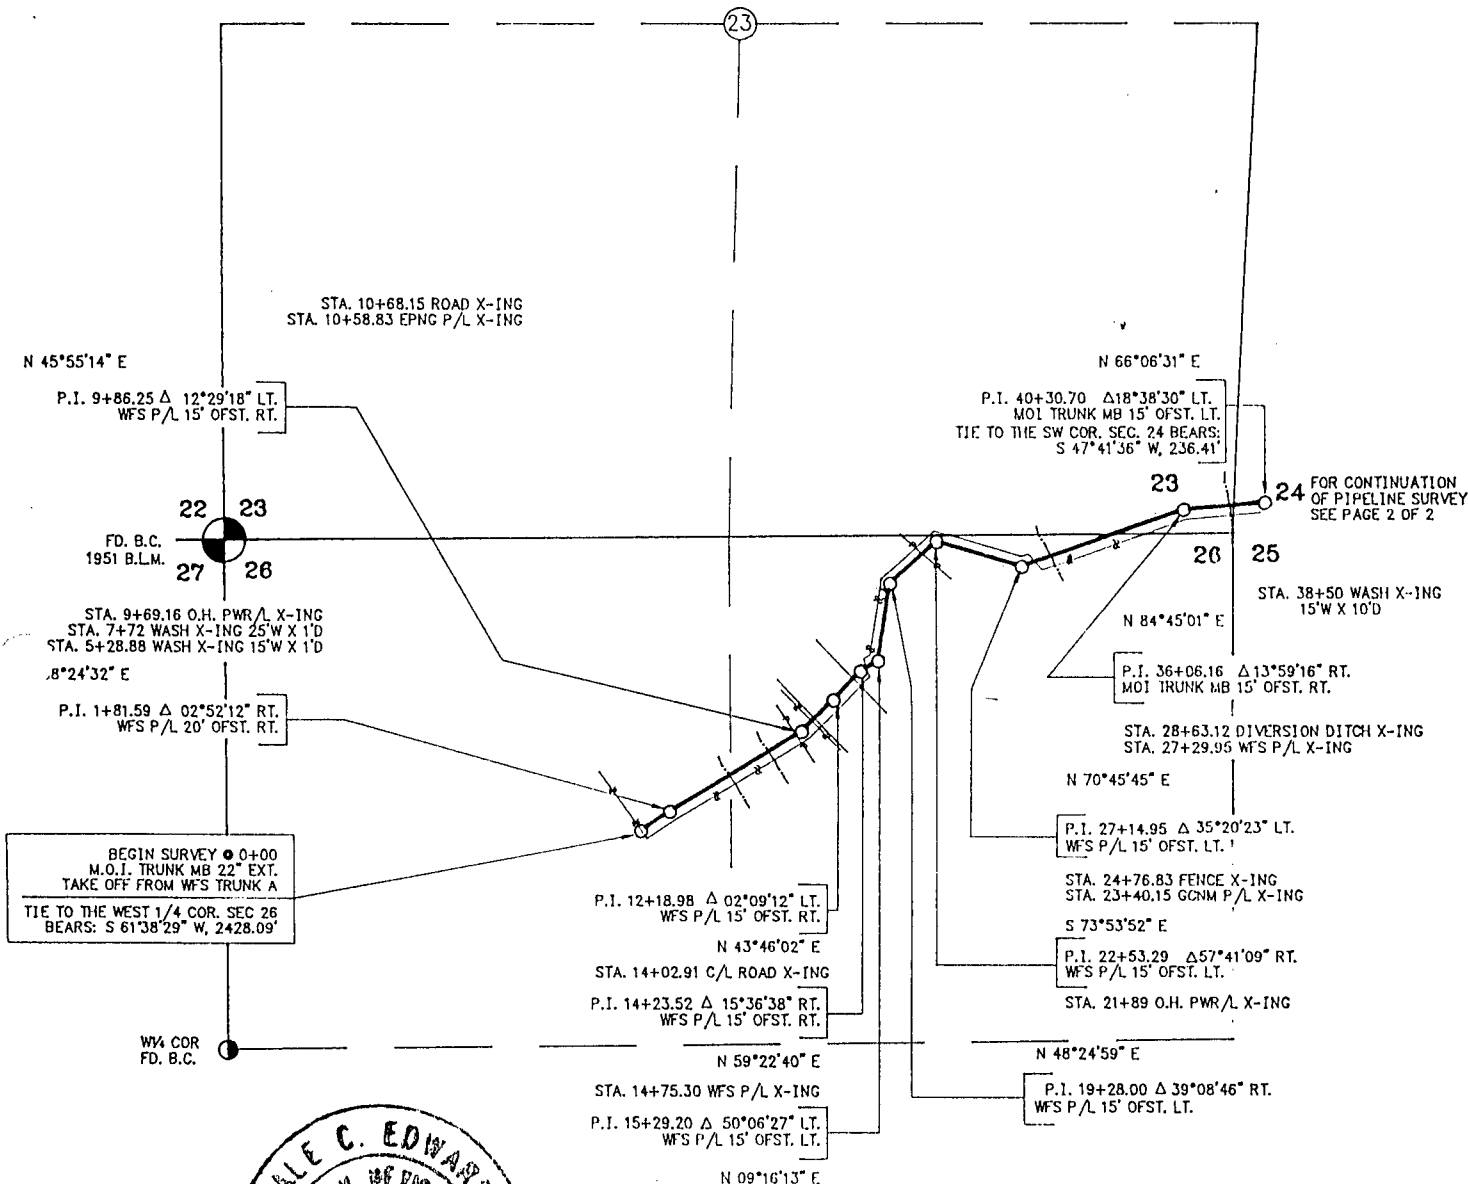 23
STA. 10+68.15 ROAD X-ING
STA. 10+58.83 EPNG P/L X-ING
N 45°55'14" E
P.I. 9+86.25 Δ 12°29'18" LT.
WFS P/L 15' OFST. RT.
N 66°06'31" E
P.I. 40+30.70 Δ18°38'30" LT.
MOI TRUNK MB 15' OFST. LT.
TIE TO THE SW COR. SEC. 24 BEARS:
S 47°41'36" W, 236.41'
22 23
FD. B.C.
1951 B.L.M.
27 26
23 24
FOR CONTINUATION
OF PIPELINE SURVEY
SEE PAGE 2 OF 2
26 25
STA. 9+69.16 O.H. PWR/L X-ING
STA. 7+72 WASH X-ING 25'W X 1'D
STA. 5+28.88 WASH X-ING 15'W X 1'D
8°24'32" E
P.I. 1+81.59 Δ 02°52'12" RT.
WFS P/L 20' OFST. RT.
STA. 38+50 WASH X-ING
15'W X 10'D
N 84°45'01" E
P.I. 36+06.16 Δ13°59'16" RT.
MOI TRUNK MB 15' OFST. RT.
STA. 28+63.12 DIVERSION DITCH X-ING
STA. 27+29.95 WFS P/L X-ING
N 70°45'45" E
P.I. 27+14.95 Δ 35°20'23" LT.
WFS P/L 15' OFST. LT.
STA. 24+76.83 FENCE X-ING
STA. 23+40.15 GCNM P/L X-ING
S 73°53'52" E
P.I. 22+53.29 Δ57°41'09" RT.
WFS P/L 15' OFST. LT.
STA. 21+89 O.H. PWR/L X-ING
N 48°24'59" E
P.I. 19+28.00 Δ 39°08'46" RT.
WFS P/L 15' OFST. LT.
BEGIN SURVEY @ 0+00
M.O.I. TRUNK MB 22" EXT.
TAKE OFF FROM WFS TRUNK A
TIE TO THE WEST 1/4 COR. SEC 26
BEARS: S 61°38'29" W, 2428.09'
W¼ COR
FD. B.C.
P.I. 12+18.98 Δ 02°09'12" LT.
WFS P/L 15' OFST. RT.
N 43°46'02" E
STA. 14+02.91 C/L ROAD X-ING
P.I. 14+23.52 Δ 15°36'38" RT.
WFS P/L 15' OFST. RT.
N 59°22'40" E
STA. 14+75.30 WFS P/L X-ING
P.I. 15+29.20 Δ 50°06'27" LT.
WFS P/L 15' OFST. LT.
N 09°16'13" E
ALE C. EDWAR